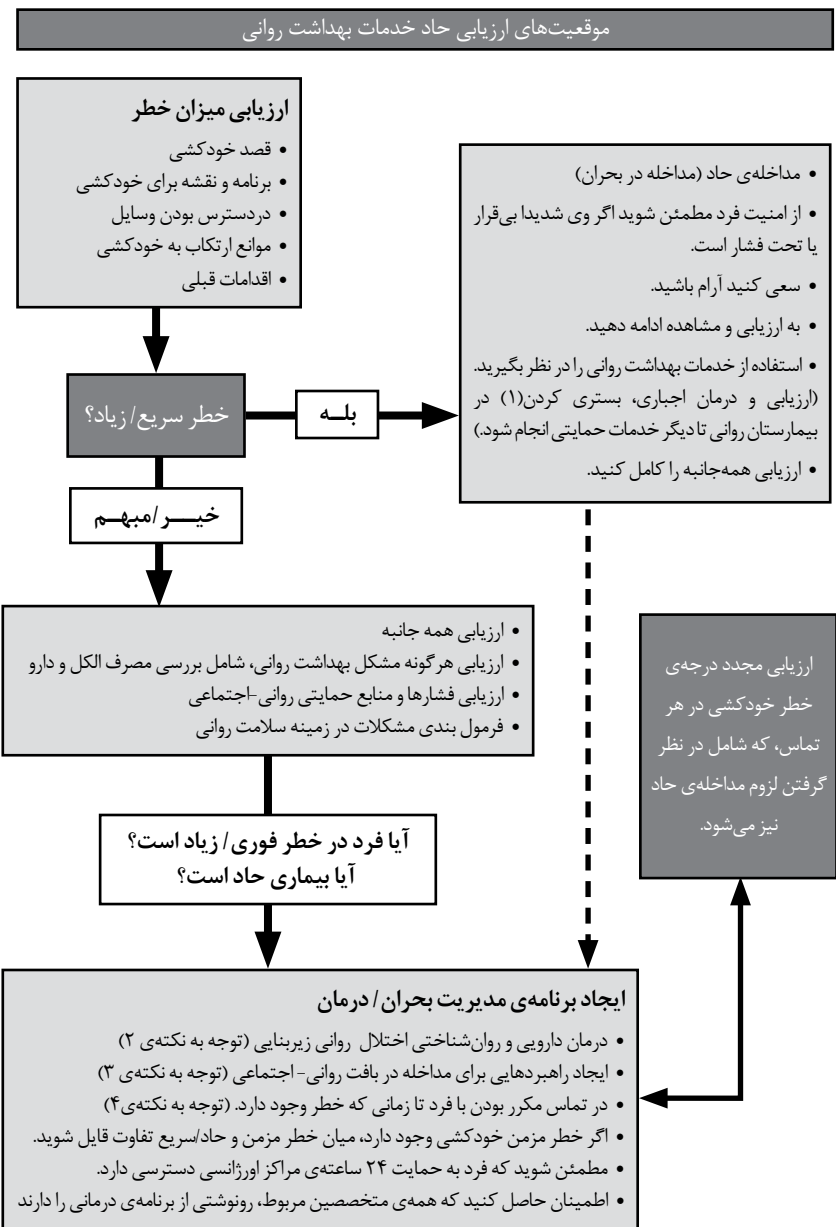 موقعیت‌های ارزیابی حاد خدمات بهداشت روانی
ارزیابی میزان خطر
• قصد خودکشی
• برنامه و نقشه برای خودکشی
• دردسترس بودن وسایل
• موانع ارتکاب به خودکشی
• اقدامات قبلی
خطر سریع/ زیاد؟
بلــه
• مداخله‌ی حاد (مداخله در بحران)
• از امنیت فرد مطمئن شوید اگر وی شدیدا بی‌قرار
یا تحت فشار است.
• سعی کنید آرام باشید.
• به ارزیابی و مشاهده ادامه دهید.
• استفاده از خدمات بهداشت روانی را در نظر بگیرید.
(ارزیابی و درمان اجباری، بستری کردن(۱) در
بیمارستان روانی تا دیگر خدمات حمایتی انجام شود.)
• ارزیابی همه‌جانبه را کامل کنید.
خیــــر /مبهــم
• ارزیابی همه جانبه
• ارزیابی هرگونه مشکل بهداشت روانی، شامل بررسی مصرف الکل و دارو
• ارزیابی فشارها و منابع حمایتی روانی-اجتماعی
• فرمول بندی مشکلات در زمینه سلامت روانی
آیا فرد در خطر فوری/ زیاد است؟
آیا بیماری حاد است؟
ارزیابی مجدد درجه‌ی
خطر خودکشی در هر
تماس، که شامل در نظر
گرفتن لزوم مداخله‌ی حاد
نیز می‌شود.
ایجاد برنامه‌ی مدیریت بحران/ درمان
• درمان دارویی و روان‌شناختی اختلال روانی زیربنایی (توجه به نکته‌ی ۲)
• ایجاد راهبردهایی برای مداخله در بافت روانی- اجتماعی (توجه به نکته‌ی ۳)
• در تماس مکرر بودن با فرد تا زمانی که خطر وجود دارد. (توجه به نکته‌ی۴)
• اگر خطر مزمن خودکشی وجود دارد، میان خطر مزمن و حاد/سریع تفاوت قایل شوید.
• مطمئن شوید که فرد به حمایت ۲۴ ساعته‌ی مراکز اورژانسی دسترسی دارد.
• اطمینان حاصل کنید که همه‌ی متخصصین مربوط، رونوشتی از برنامه‌ی درمانی را دارند